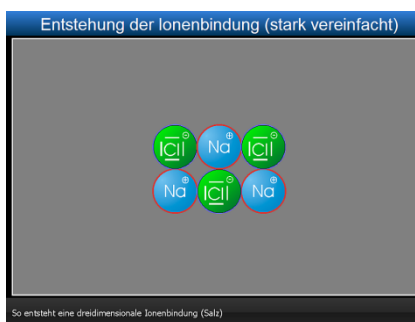 Entstehung der Ionenbindung (stark vereinfacht)
Cl ⊖ Na ⊕ Cl ⊖
Na ⊕ Cl ⊖ Na ⊕
So entsteht eine dreidimensionale Ionenbindung (Salz)